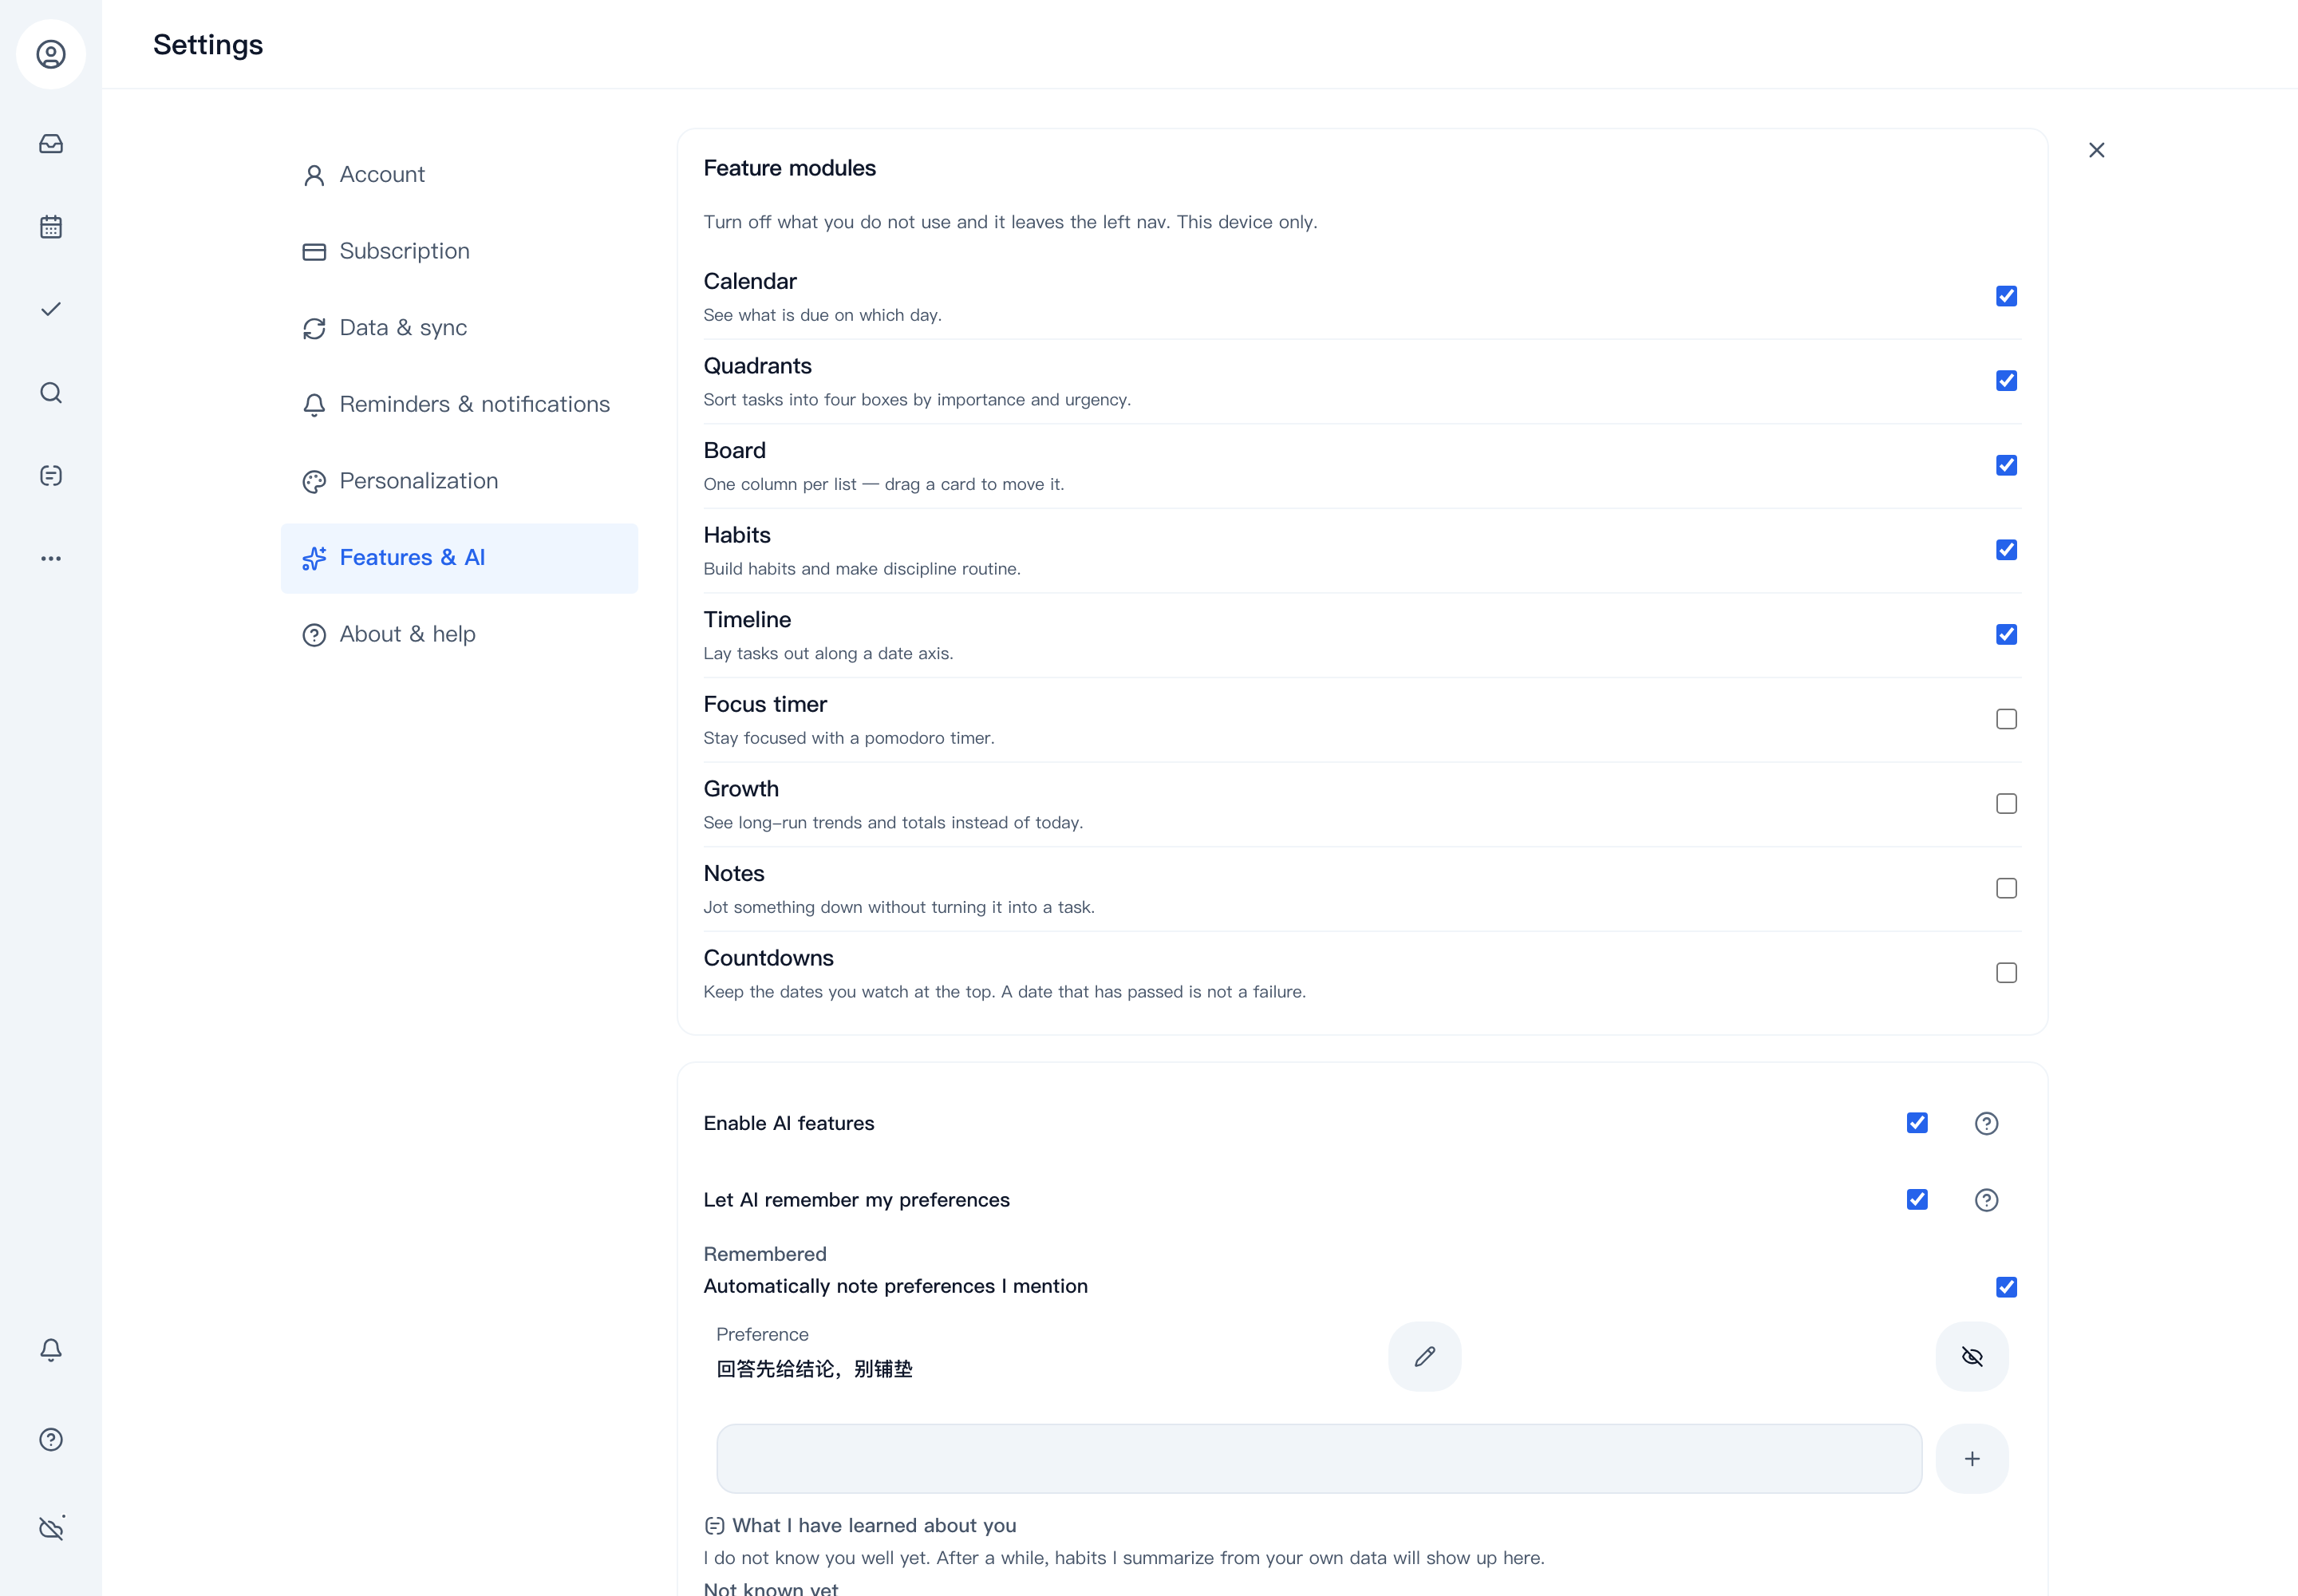 Settings
Account
Subscription
Data & sync
Reminders & notifications
Personalization
Features & AI
About & help
Feature modules
Turn off what you do not use and it leaves the left nav. This device only.
Calendar
See what is due on which day.
Quadrants
Sort tasks into four boxes by importance and urgency.
Board
One column per list — drag a card to move it.
Habits
Build habits and make discipline routine.
Timeline
Lay tasks out along a date axis.
Focus timer
Stay focused with a pomodoro timer.
Growth
See long-run trends and totals instead of today.
Notes
Jot something down without turning it into a task.
Countdowns
Keep the dates you watch at the top. A date that has passed is not a failure.
Enable AI features
Let AI remember my preferences
Remembered
Automatically note preferences I mention
Preference
回答先给结论，别铺垫
What I have learned about you
I do not know you well yet. After a while, habits I summarize from your own data will show up here.
Not known yet